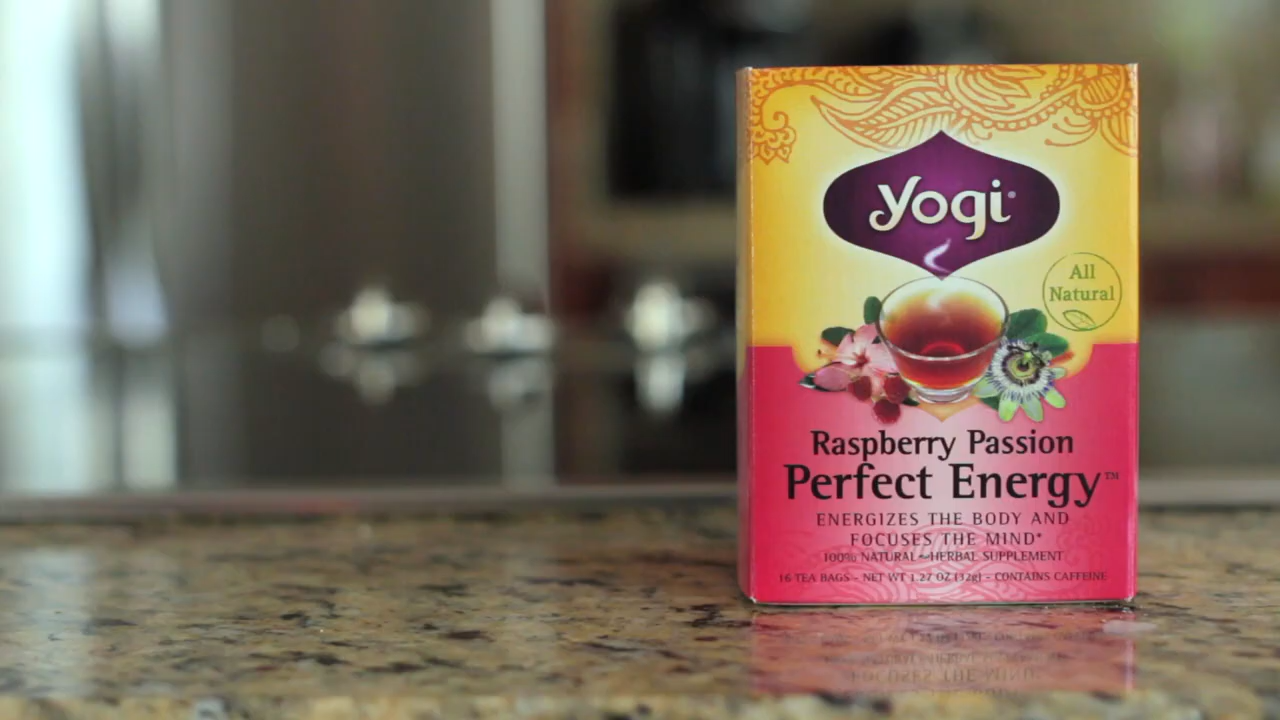 yogi®
All
Natural
Raspberry Passion
Perfect Energy™
ENERGIZES THE BODY AND
FOCUSES THE MIND*
100% NATURAL ~ HERBAL SUPPLEMENT
16 TEA BAGS - NET WT 1.27 OZ (32g) - CONTAINS CAFFEINE